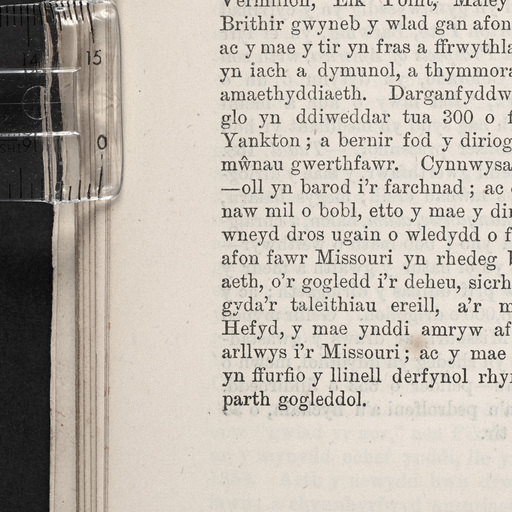 Vermilion, Elk Point, Maley
Brithir gwyneb y wlad gan afon
ac y mae y tir yn fras a ffrwythla
yn iach a dymunol, a thymmora
amaethyddiaeth. Darganfyddw
glo yn ddiweddar tua 300 o f
Yankton; a bernir fod y diriog
mŵnau gwerthfawr. Cynnwysa
—oll yn barod i'r farchnad; ac
naw mil o bobl, etto y mae y di
wneyd dros ugain o wledydd o f
afon fawr Missouri yn rhedeg
aeth, o'r gogledd i'r deheu, sicrh
gyda'r taleithiau ereill, a'r m
Hefyd, y mae ynddi amryw af
arllwys i'r Missouri; ac y mae
yn ffurfio y llinell derfynol rhy
parth gogleddol.
15
0